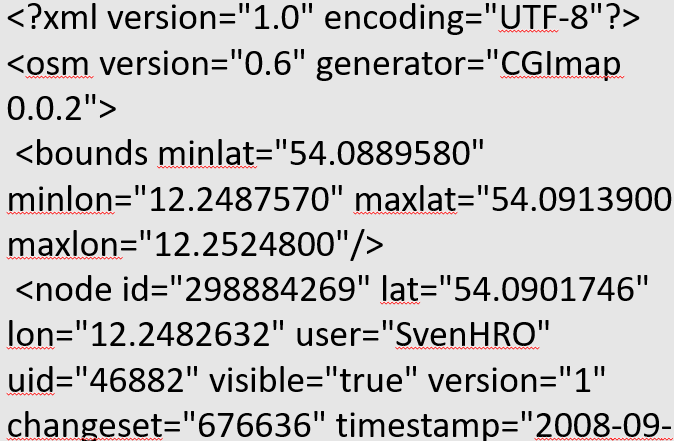 <?xml version="1.0" encoding="UTF-8"?>
<osm version="0.6" generator="CGImap
0.0.2">
<bounds minlat="54.0889580"
minlon="12.2487570" maxlat="54.0913900
maxlon="12.2524800"/>
<node id="298884269" lat="54.0901746"
lon="12.2482632" user="SvenHRO"
uid="46882" visible="true" version="1"
changeset="676636" timestamp="2008-09-